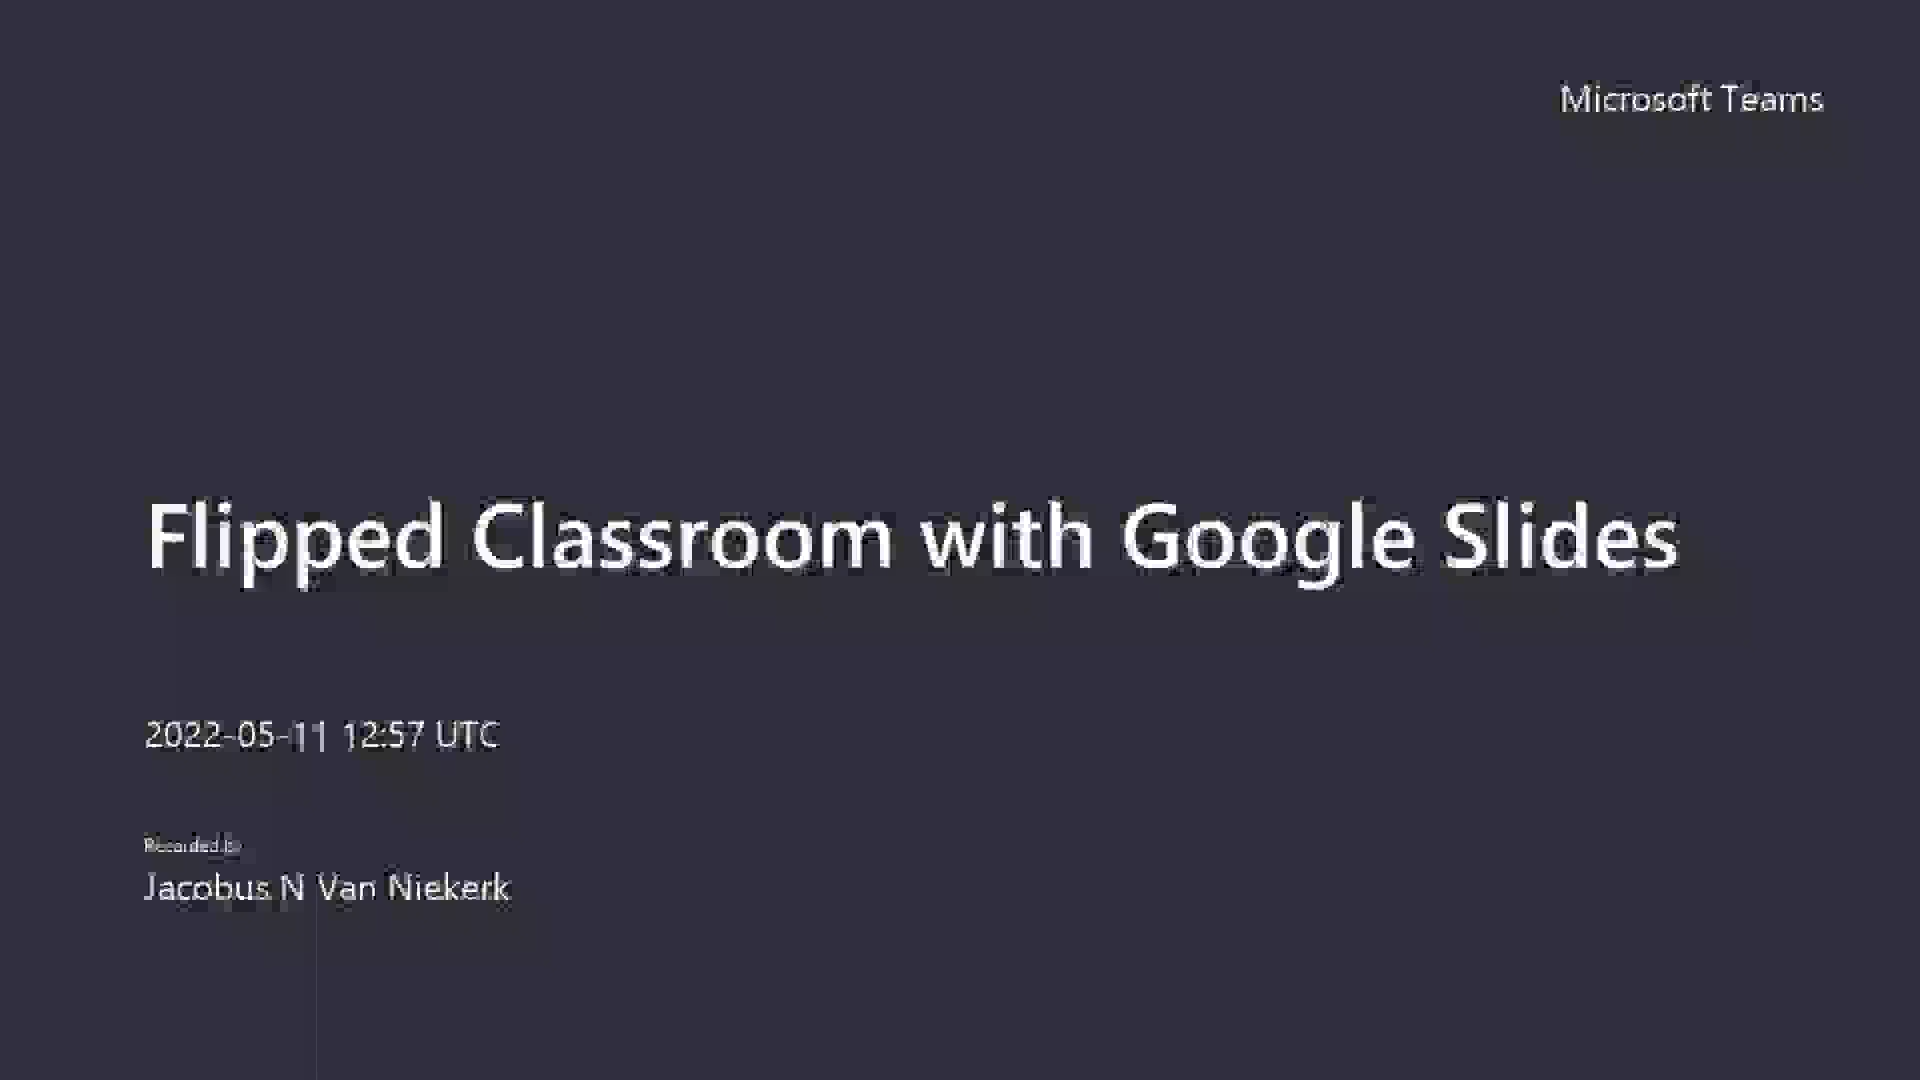 Microsoft Teams
Flipped Classroom with Google Slides
2022-05-11 12:57 UTC
Recorded by
Jacobus N Van Niekerk